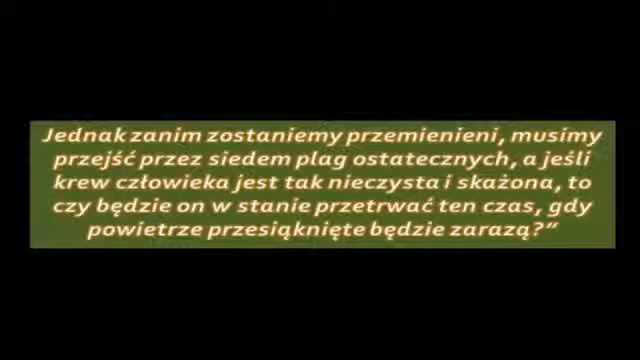 Jednak zanim zostaniemy przemienieni, musimy
przejść przez siedem plag ostatecznych, a jeśli
krew człowieka jest tak nieczysta i skażona, to
czy będzie on w stanie przetrwać ten czas, gdy
powietrze przesiąknięte będzie zarazą?”